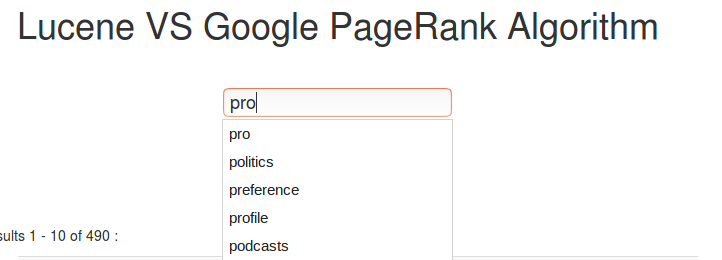 Lucene VS Google PageRank Algorithm
pro
pro
politics
preference
profile
sults 1 - 10 of 490 :
podcasts